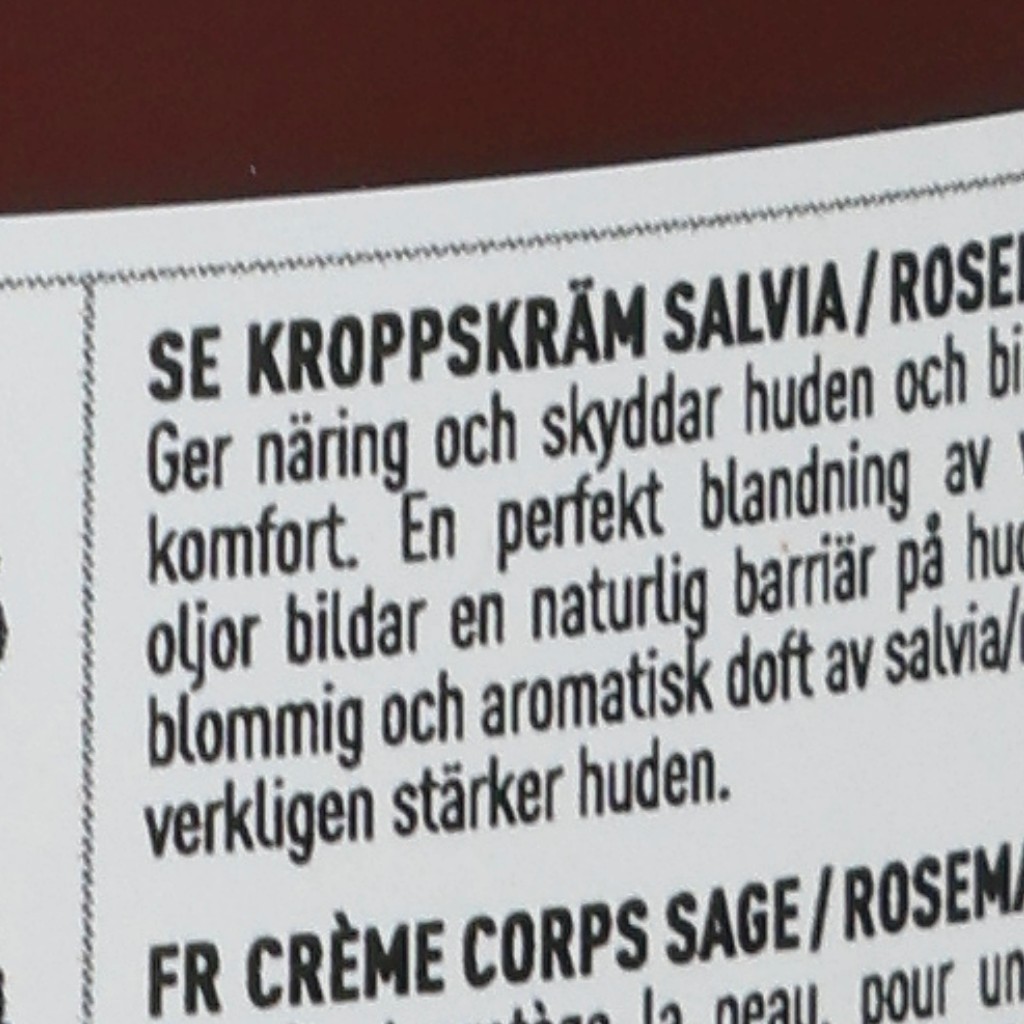 SE KROPPSKRÄM SALVIA / ROSE
Ger näring och skyddar huden och
komfort. En perfekt blandning av
oljor bildar en naturlig barriär på
blommig och aromatisk doft av salvia/
verkligen stärker huden.
FR CRÈME CORPS SAGE / ROSEMA
la peau, pour un